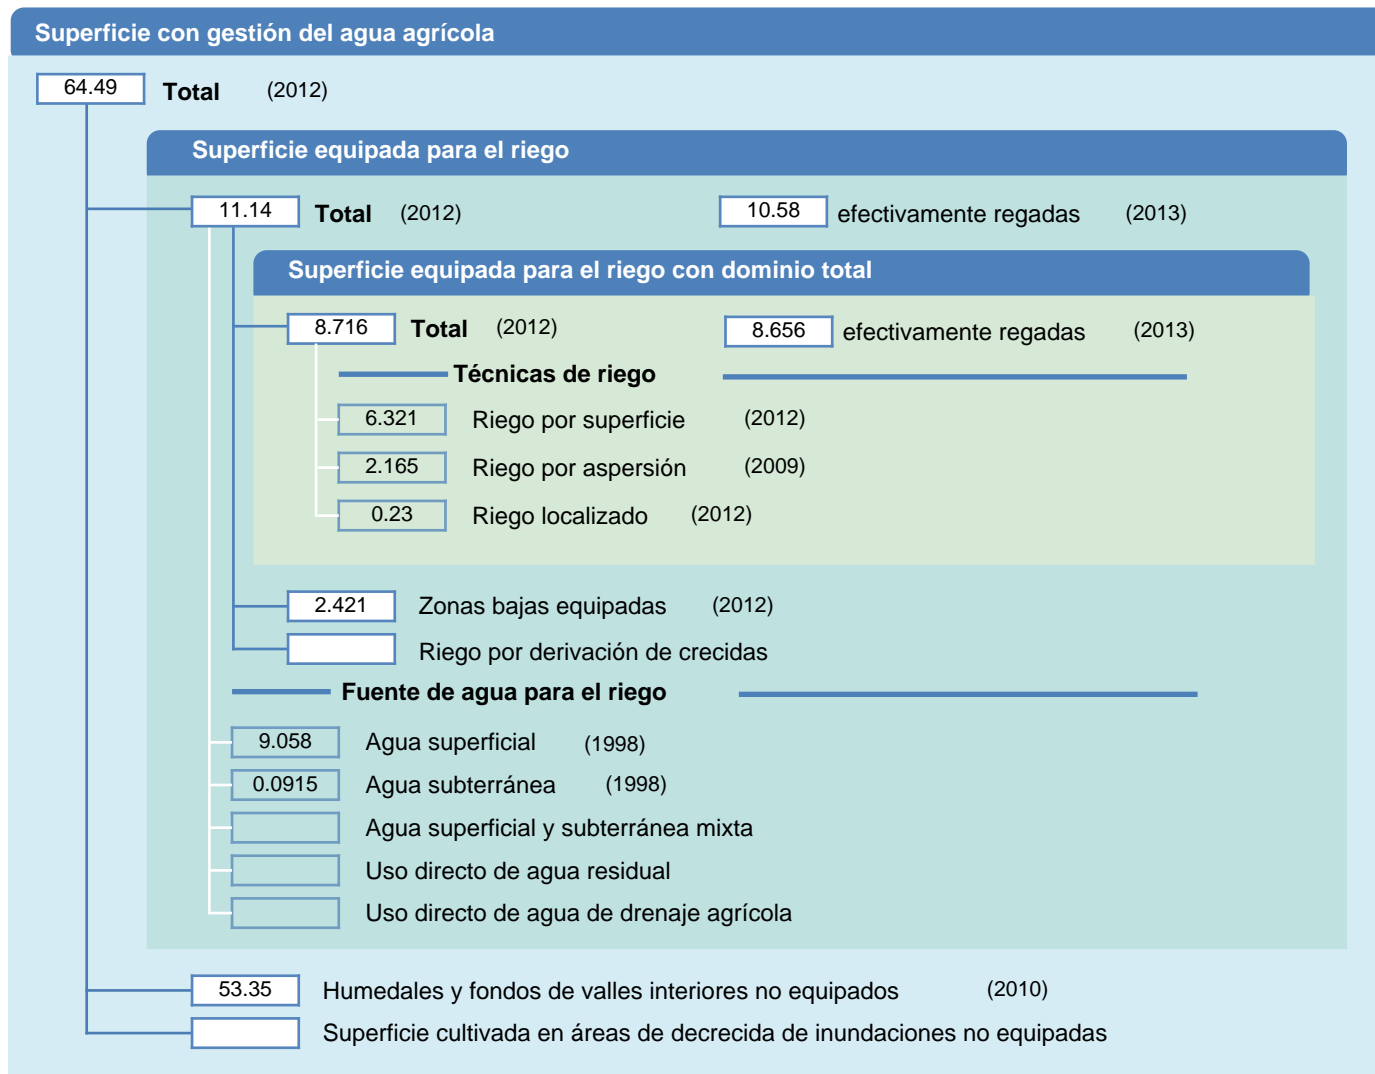 Superficie con gestión del agua agrícola
64.49 Total (2012)
Superficie equipada para el riego
11.14 Total (2012) 10.58 efectivamente regadas (2013)
Superficie equipada para el riego con dominio total
8.716 Total (2012) 8.656 efectivamente regadas (2013)
Técnicas de riego
6.321 Riego por superficie (2012)
2.165 Riego por aspersión (2009)
0.23 Riego localizado (2012)
2.421 Zonas bajas equipadas (2012)
Riego por derivación de crecidas
Fuente de agua para el riego
9.058 Agua superficial (1998)
0.0915 Agua subterránea (1998)
Agua superficial y subterránea mixta
Uso directo de agua residual
Uso directo de agua de drenaje agrícola
53.35 Humedales y fondos de valles interiores no equipados (2010)
Superficie cultivada en áreas de decrecida de inundaciones no equipadas